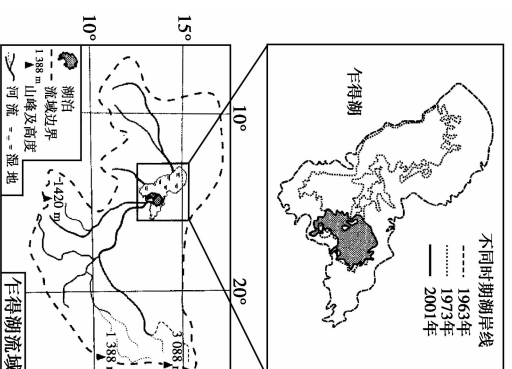 乍得湖
不同时期湖岸线
1963年
1973年
2001年
15°
10°
10°
20°
湖泊
流域边界
1 388 m 山峰及高度
河流
湿地
1420 m
3 088 m
1 388 m
乍得湖流域